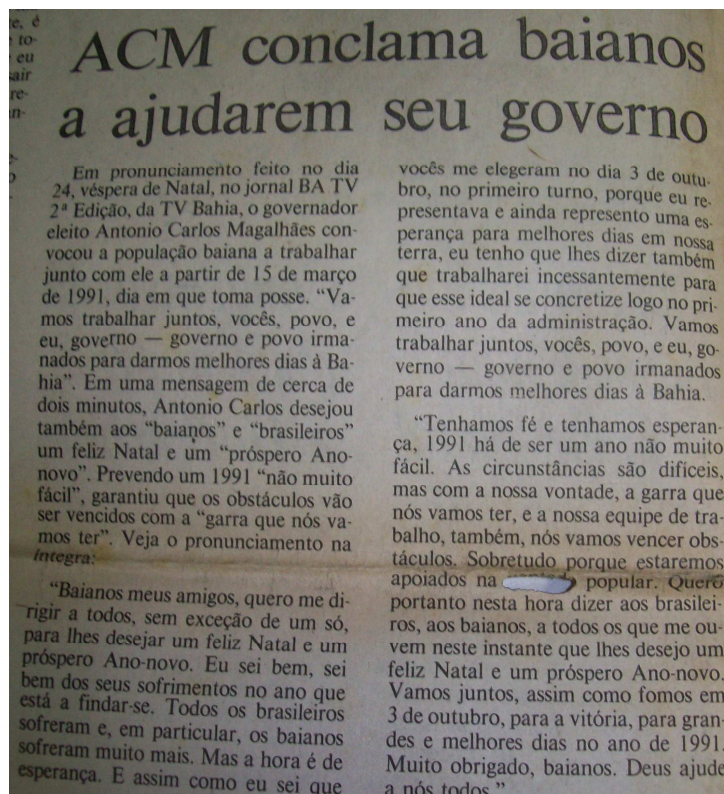 re, é
to-
eu
air
re-
an-
ACM conclama baianos
a ajudarem seu governo
Em pronunciamento feito no dia
24, véspera de Natal, no jornal BA TV
2ª Edição, da TV Bahia, o governador
eleito Antonio Carlos Magalhães con-
vocou a população baiana a trabalhar
junto com ele a partir de 15 de março
de 1991, dia em que toma posse. “Va-
mos trabalhar juntos, vocês, povo, e
eu, governo — governo e povo irma-
nados para darmos melhores dias à Ba-
hia”. Em uma mensagem de cerca de
dois minutos, Antonio Carlos desejou
também aos “baianos” e “brasileiros”
um feliz Natal e um “próspero Ano-
novo”. Prevendo um 1991 “não muito
fácil”, garantiu que os obstáculos vão
ser vencidos com a “garra que nós va-
mos ter”. Veja o pronunciamento na
íntegra:
“Baianos meus amigos, quero me di-
rigir a todos, sem exceção de um só,
para lhes desejar um feliz Natal e um
próspero Ano-novo. Eu sei bem, sei
bem dos seus sofrimentos no ano que
está a findar-se. Todos os brasileiros
sofreram e, em particular, os baianos
sofreram muito mais. Mas a hora é de
esperança. E assim como eu sei que
vocês me elegeram no dia 3 de outu-
bro, no primeiro turno, porque eu re-
presentava e ainda represento uma es-
perança para melhores dias em nossa
terra, eu tenho que lhes dizer também
que trabalharei incessantemente para
que esse ideal se concretize logo no pri-
meiro ano da administração. Vamos
trabalhar juntos, vocês, povo, e eu, go-
verno — governo e povo irmanados
para darmos melhores dias à Bahia.
“Tenhamos fé e tenhamos esperan-
ça, 1991 há de ser um ano não muito
fácil. As circunstâncias são difíceis,
mas com a nossa vontade, a garra que
nós vamos ter, e a nossa equipe de tra-
balho, também, nós vamos vencer obs-
táculos. Sobretudo porque estaremos
apoiados na popular. Quero
portanto nesta hora dizer aos brasilei-
ros, aos baianos, a todos os que me ou-
vem neste instante que lhes desejo um
feliz Natal e um próspero Ano-novo.
Vamos juntos, assim como fomos em
3 de outubro, para a vitória, para gran-
des e melhores dias no ano de 1991.
Muito obrigado, baianos. Deus ajude
a nós todos.”